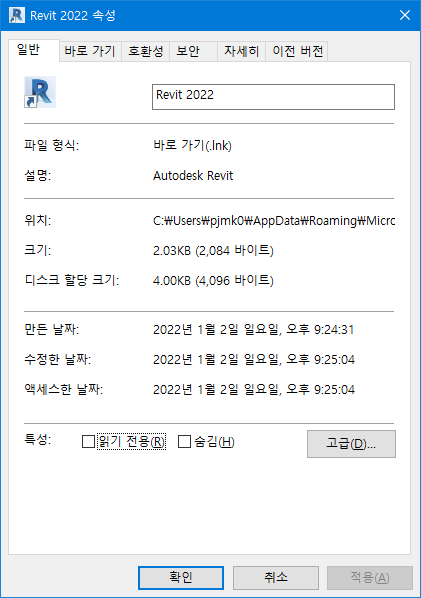 Revit 2022 속성
일반 바로 가기 호환성 보안 자세히 이전 버전
Revit 2022
파일 형식: 바로 가기(.lnk)
설명: Autodesk Revit
위치: C:₩Users₩pjmk0₩AppData₩Roaming₩Micro
크기: 2.03KB (2,084 바이트)
디스크 할당 크기: 4.00KB (4,096 바이트)
만든 날짜: 2022년 1월 2일 일요일, 오후 9:24:31
수정한 날짜: 2022년 1월 2일 일요일, 오후 9:25:04
액세스한 날짜: 2022년 1월 2일 일요일, 오후 9:25:04
특성: 읽기 전용(R) 숨김(H) 고급(D)...
확인 취소 적용(A)